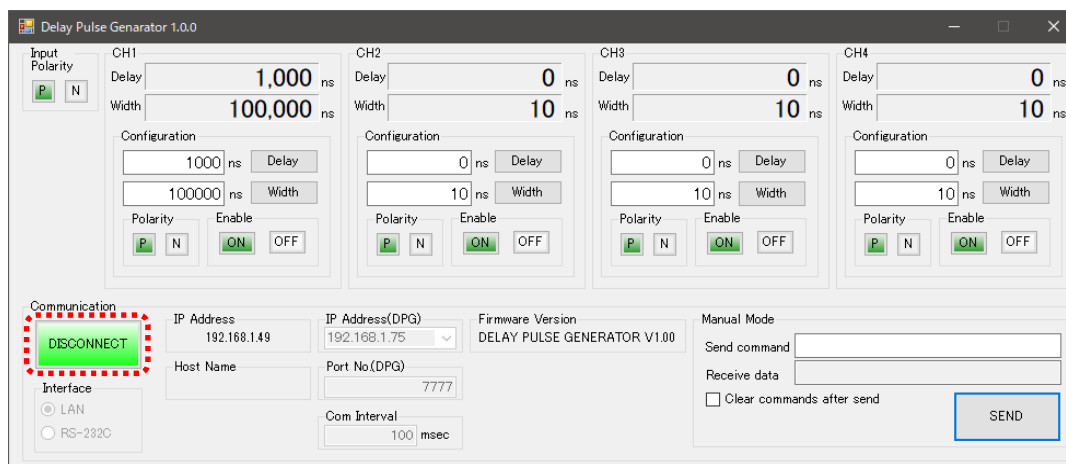 Delay Pulse Genarator 1.0.0
Input Polarity
P N
CH1
Delay 1,000 ns
Width 100,000 ns
Configuration
1000 ns Delay
100000 ns Width
Polarity
P N
Enable
ON OFF
CH2
Delay 0 ns
Width 10 ns
Configuration
0 ns Delay
10 ns Width
Polarity
P N
Enable
ON OFF
CH3
Delay 0 ns
Width 10 ns
Configuration
0 ns Delay
10 ns Width
Polarity
P N
Enable
ON OFF
CH4
Delay 0 ns
Width 10 ns
Configuration
0 ns Delay
10 ns Width
Polarity
P N
Enable
ON OFF
Communication
DISCONNECT
Interface
LAN
RS-232C
IP Address
192.168.1.49
Host Name
IP Address(DPG)
192.168.1.75
Port No.(DPG)
7777
Com Interval
100 msec
Firmware Version
DELAY PULSE GENERATOR V1.00
Manual Mode
Send command
Receive data
Clear commands after send
SEND